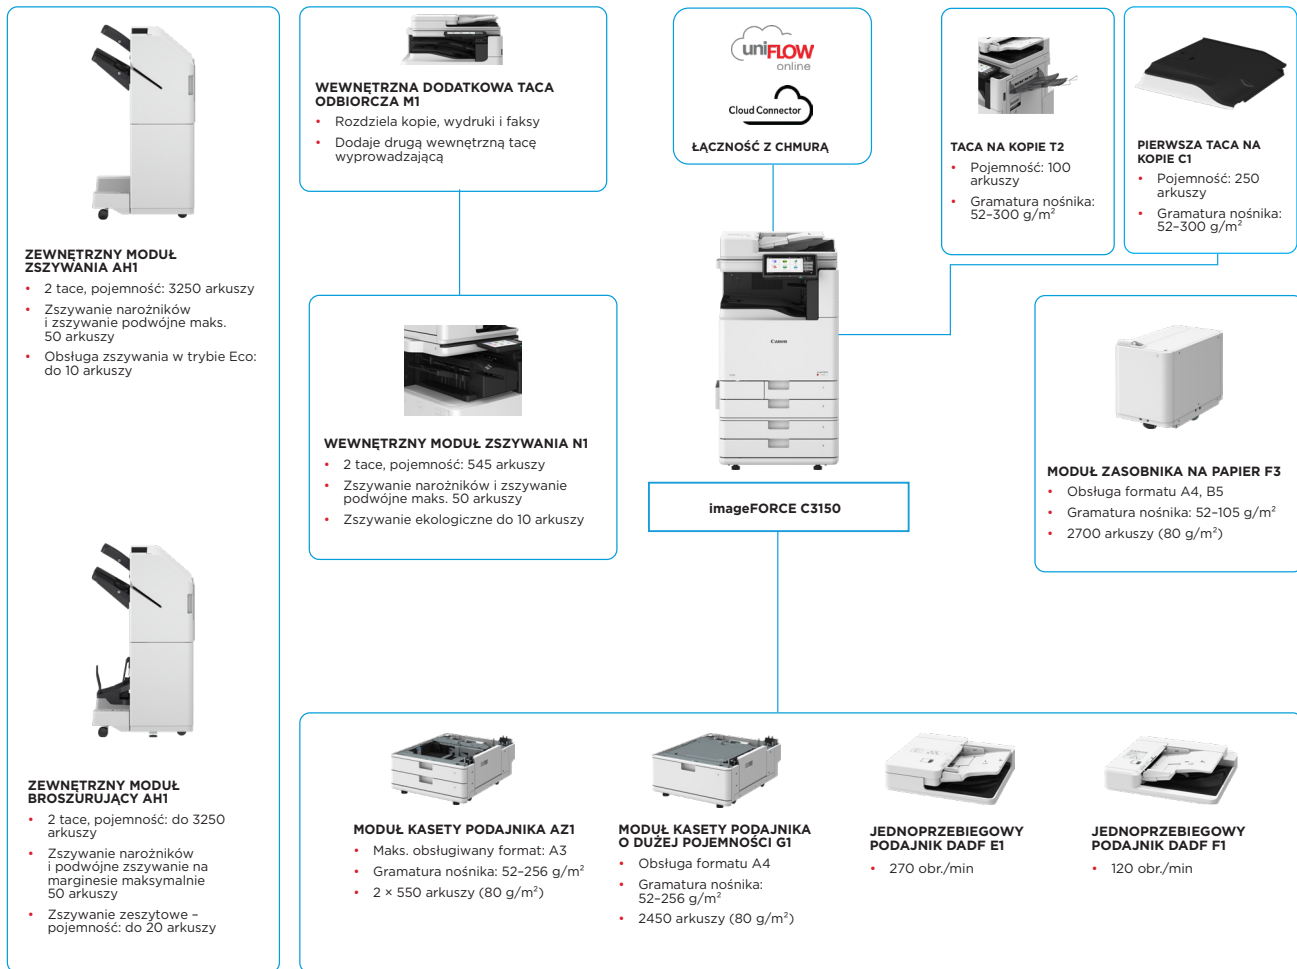 ZEWNĘTRZNY MODUŁ
ZSZYWANIA AH1
• 2 tace, pojemność: 3250 arkuszy
• Zszywanie narożników
i zszywanie podwójne maks.
50 arkuszy
• Obsługa zszywania w trybie Eco:
do 10 arkuszy
ZEWNĘTRZNY MODUŁ
BROSZURUJĄCY AH1
• 2 tace, pojemność: do 3250
arkuszy
• Zszywanie narożników
i podwójne zszywanie na
marginesie maksymalnie
50 arkuszy
• Zszywanie zeszytowe –
pojemność: do 20 arkuszy
WEWNĘTRZNA DODATKOWA TACA
ODBIORCZA M1
• Rozdziela kopie, wydruki i faksy
• Dodaje drugą wewnętrzną tacę
wyprowadzającą
WEWNĘTRZNY MODUŁ ZSZYWANIA N1
• 2 tace, pojemność: 545 arkuszy
• Zszywanie narożników i zszywanie
podwójne maks. 50 arkuszy
• Zszywanie ekologiczne do 10 arkuszy
uniFLOW
online
Cloud Connector
ŁĄCZNOŚĆ Z CHMURĄ
Canon
imageFORCE C3150
TACA NA KOPIE T2
• Pojemność: 100
arkuszy
• Gramatura nośnika:
52–300 g/m²
PIERWSZA TACA NA
KOPIE C1
• Pojemność: 250
arkuszy
• Gramatura nośnika:
52–300 g/m²
MODUŁ ZASOBNIKA NA PAPIER F3
• Obsługa formatu A4, B5
• Gramatura nośnika: 52–105 g/m²
• 2700 arkuszy (80 g/m²)
MODUŁ KASETY PODAJNIKA AZ1
• Maks. obsługiwany format: A3
• Gramatura nośnika: 52–256 g/m²
• 2 × 550 arkuszy (80 g/m²)
MODUŁ KASETY PODAJNIKA
O DUŻEJ POJEMNOŚCI G1
• Obsługa formatu A4
• Gramatura nośnika:
52–256 g/m²
• 2450 arkuszy (80 g/m²)
JEDNOPRZEBIEGOWY
PODAJNIK DADF E1
• 270 obr./min
JEDNOPRZEBIEGOWY
PODAJNIK DADF F1
• 120 obr./min